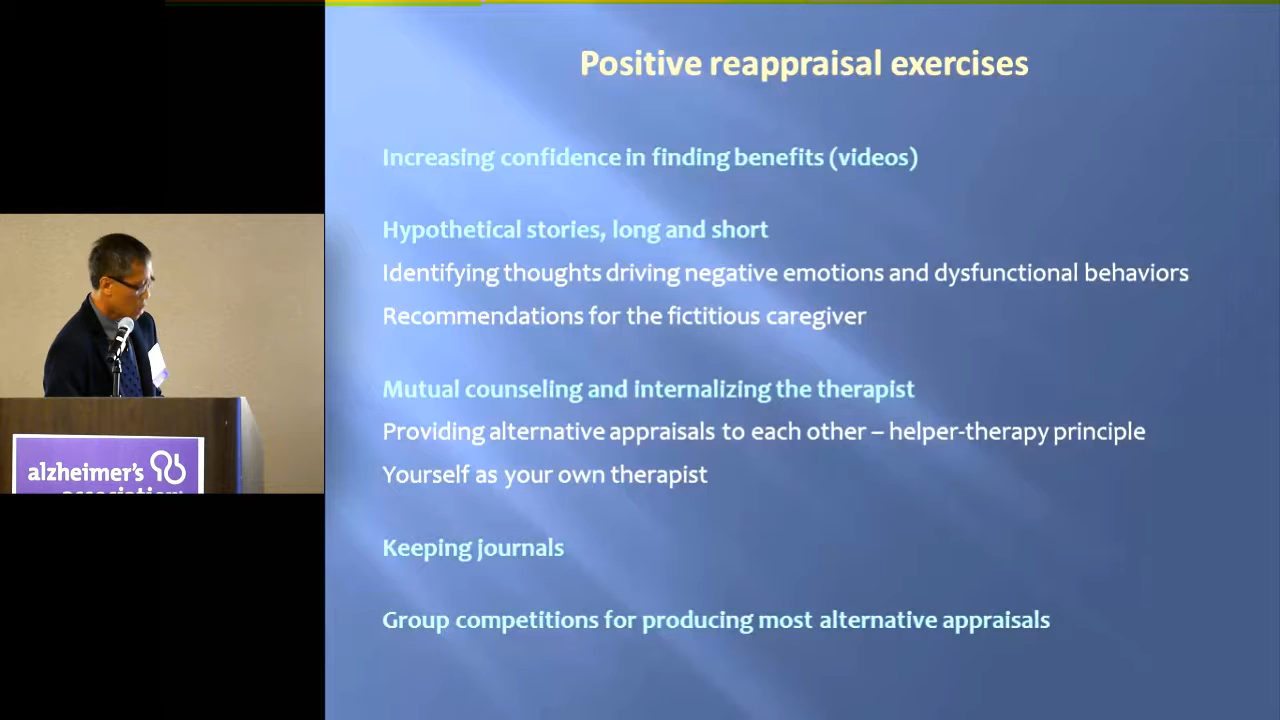 Positive reappraisal exercises
Increasing confidence in finding benefits (videos)
Hypothetical stories, long and short
Identifying thoughts driving negative emotions and dysfunctional behaviors
Recommendations for the fictitious caregiver
Mutual counseling and internalizing the therapist
Providing alternative appraisals to each other – helper-therapy principle
Yourself as your own therapist
Keeping journals
Group competitions for producing most alternative appraisals
alzheimer's
association